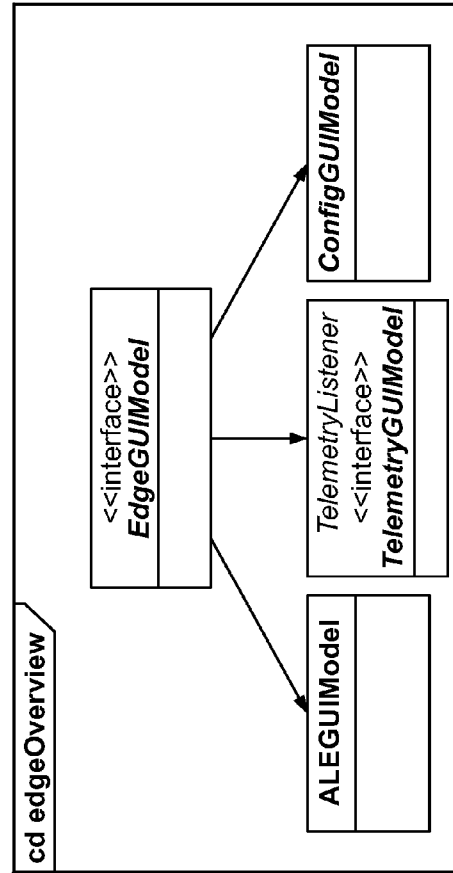 cd edgeOverview
<<interface>>
EdgeGUIModel
ALEGUIModel
TelemetryListener
<<interface>>
TelemetryGUIModel
ConfigGUIModel